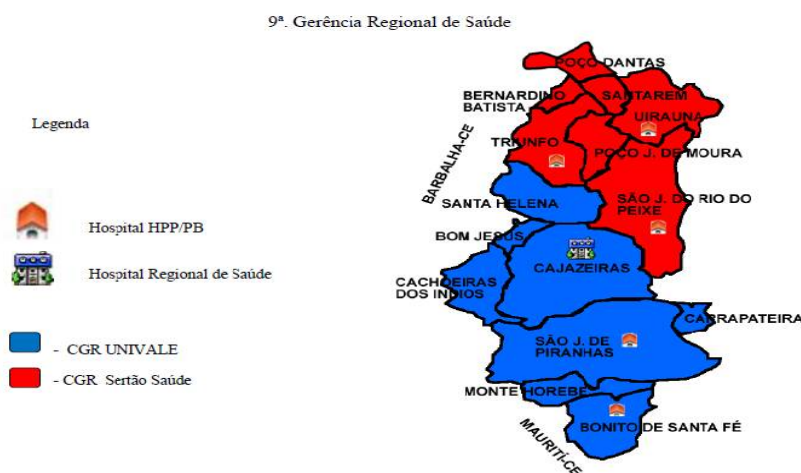 9ª. Gerência Regional de Saúde
Legenda
Hospital HPP/PB
Hospital Regional de Saúde
- CGR UNIVALE
- CGR Sertão Saúde
POÇO DANTAS
BERNARDINO
BATISTA
SANTAREM
UIRAUNA
TRIUNFO
POÇO J. DE MOURA
BARBALHA-CE
SANTA HELENA
SÃO J. DO RIO DO
PEIXE
BOM JESUS
CAJAZEIRAS
CACHOEIRAS
DOS INDIOS
CARRAPATEIRA
SÃO J. DE
PIRANHAS
MONTE HOREBE
BONITO DE SANTA FÉ
MAURITÍ-CE